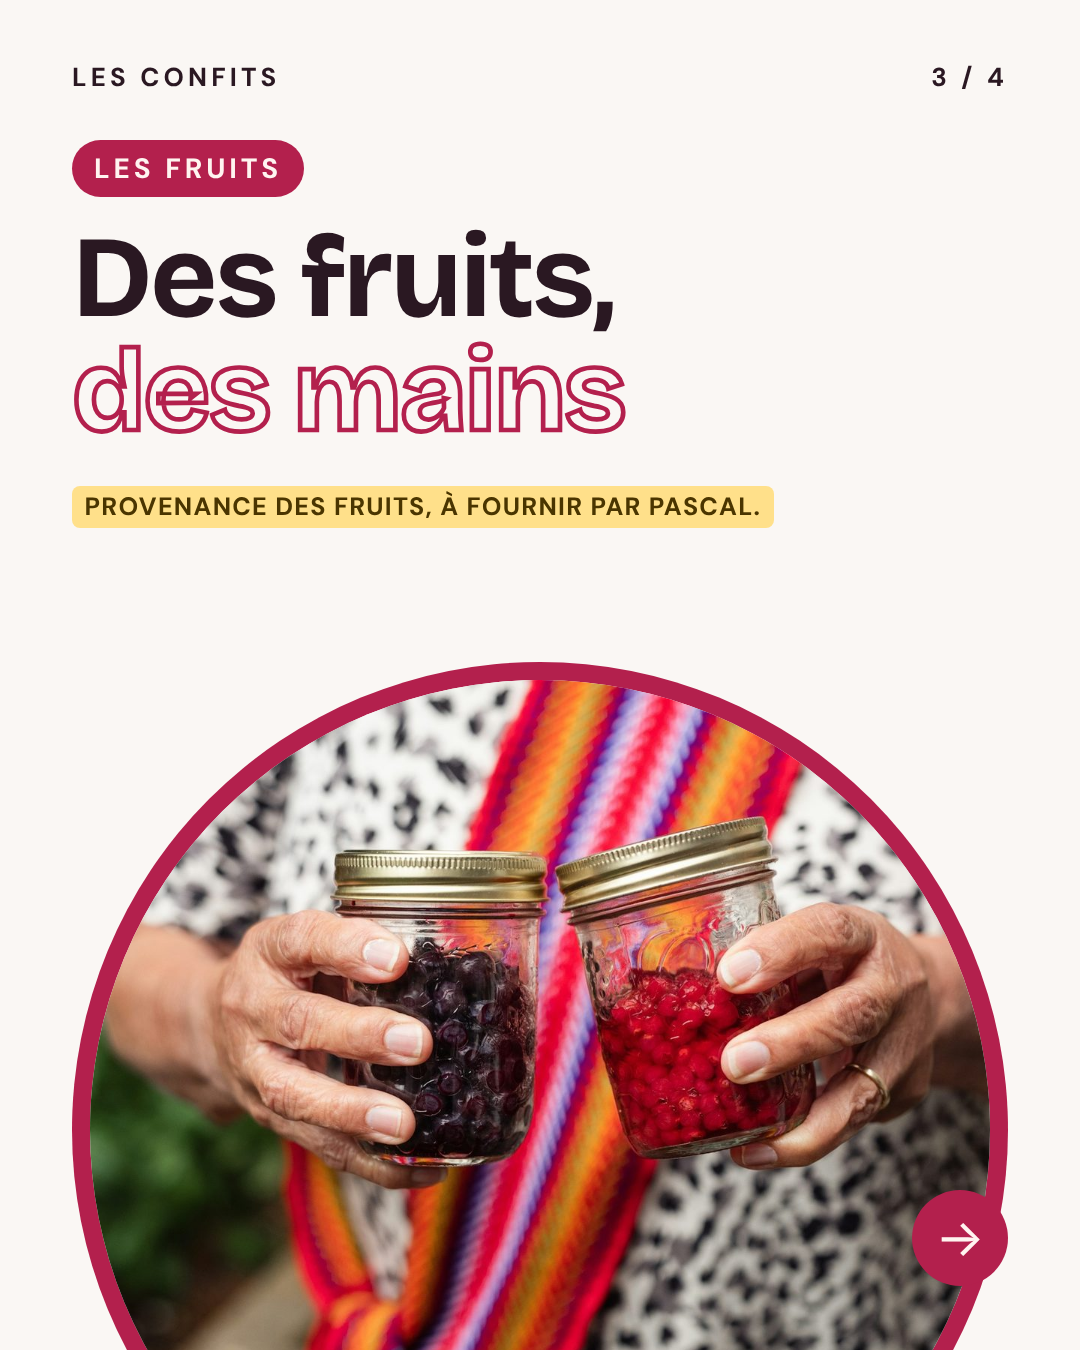 LES CONFITS
3 / 4
LES FRUITS
Des fruits,
des mains
PROVENANCE DES FRUITS, À FOURNIR PAR PASCAL.